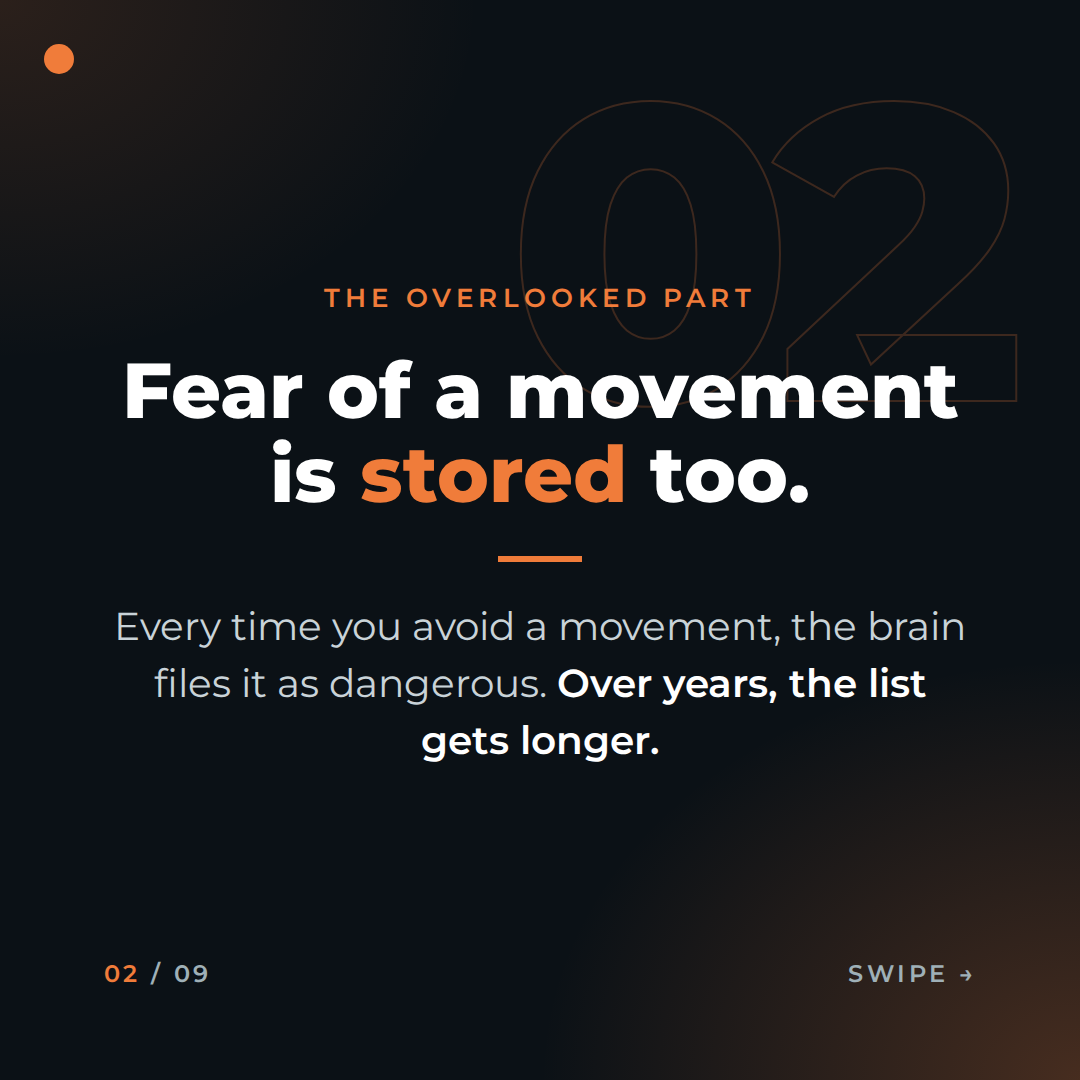 02
THE OVERLOOKED PART
Fear of a movement
is stored too.
Every time you avoid a movement, the brain
files it as dangerous. Over years, the list
gets longer.
02 / 09
SWIPE →